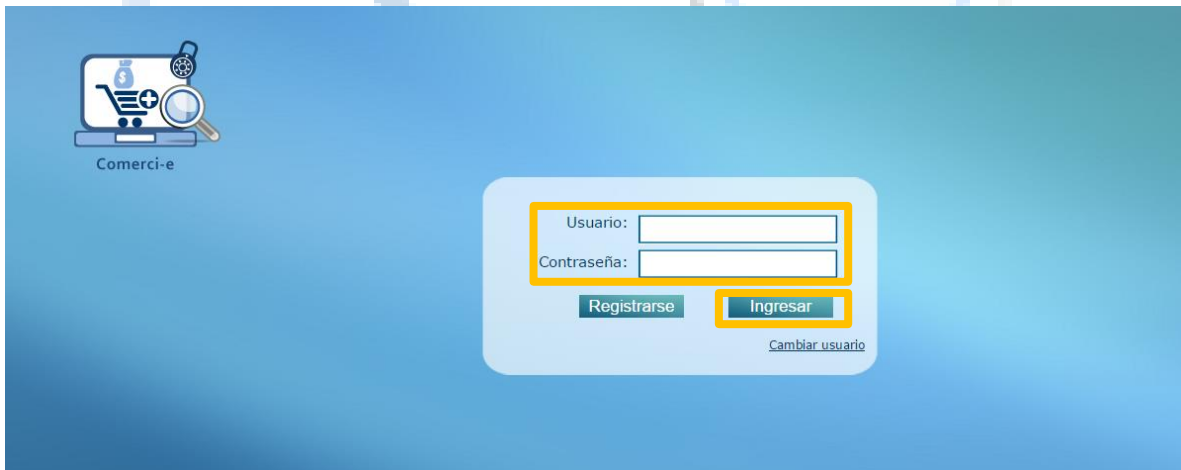 $
Comerci-e
Usuario:
Contraseña:
Registrarse
Ingresar
Cambiar usuario